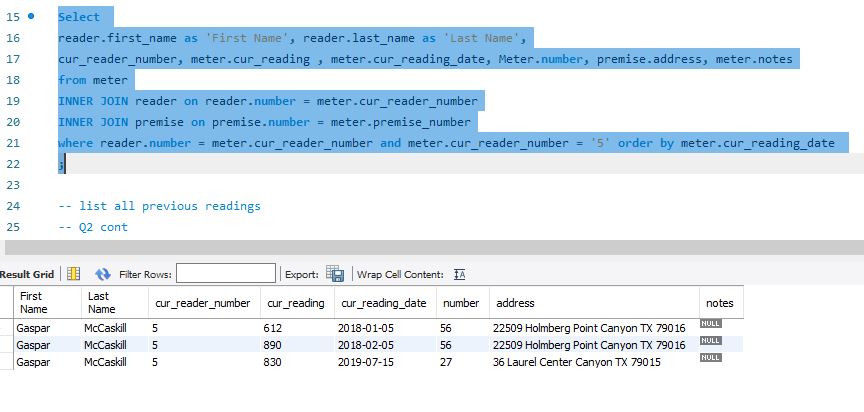 15 Select
16 reader.first_name as 'First Name', reader.last_name as 'Last Name',
17 cur_reader_number, meter.cur_reading , meter.cur_reading_date, Meter.number, premise.address, meter.notes
18 from meter
19 INNER JOIN reader on reader.number = meter.cur_reader_number
20 INNER JOIN premise on premise.number = meter.premise_number
21 where reader.number = meter.cur_reader_number and meter.cur_reader_number = '5' order by meter.cur_reading_date
22 ;
23
24 -- list all previous readings
25 -- Q2 cont
Result Grid Filter Rows: Export: Wrap Cell Content: IA
First Name Last Name cur_reader_number cur_reading cur_reading_date number address notes
Gaspar McCaskill 5 612 2018-01-05 56 22509 Holmberg Point Canyon TX 79016 NULL
Gaspar McCaskill 5 890 2018-02-05 56 22509 Holmberg Point Canyon TX 79016 NULL
Gaspar McCaskill 5 830 2019-07-15 27 36 Laurel Center Canyon TX 79015 NULL